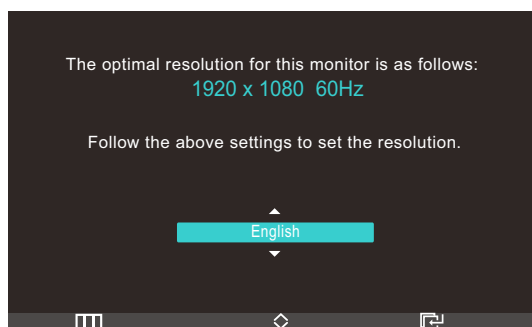 The optimal resolution for this monitor is as follows:
1920 x 1080  60Hz
Follow the above settings to set the resolution.
English